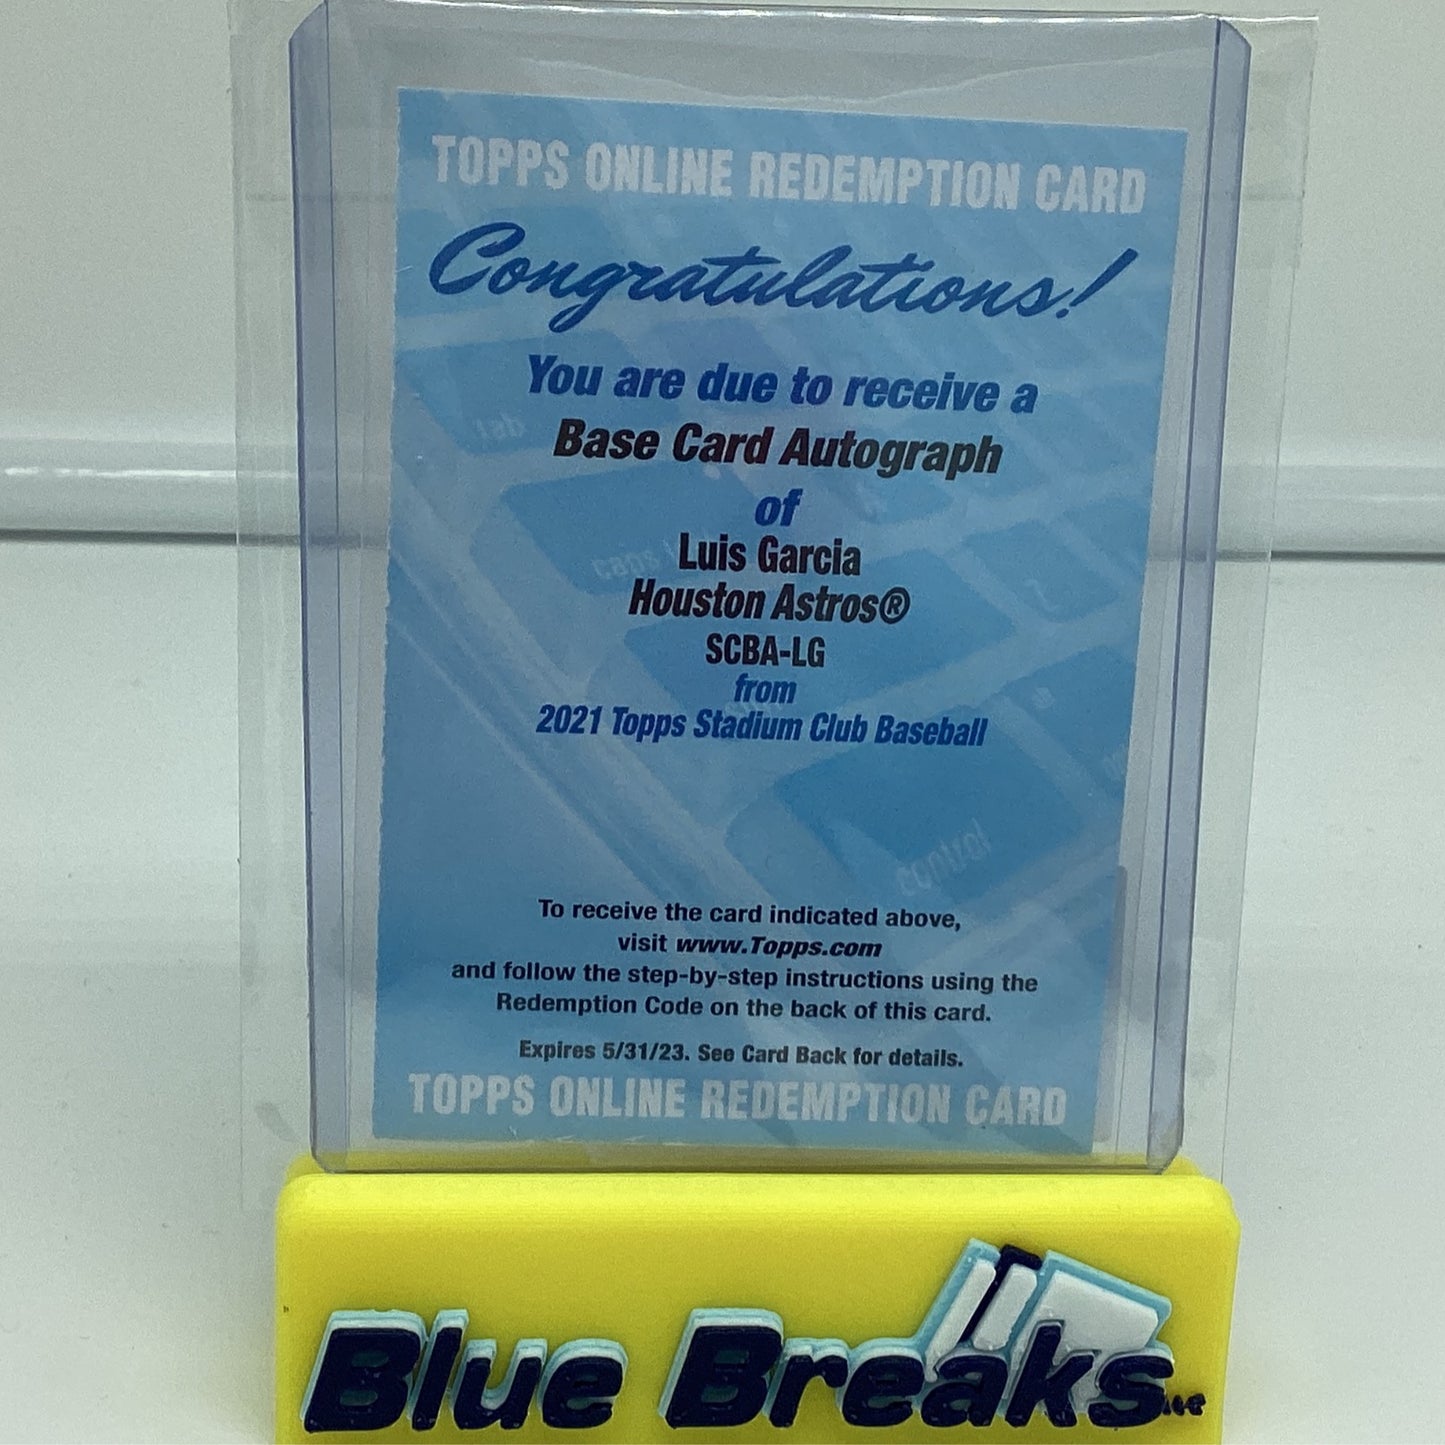 TOPPS ONLINE REDEMPTION CARD
Congratulations!
You are due to receive a
tab
Base Card Autograph
of
Luis Garcia
caps
Houston Astros®
SCBA-LG
from
2021 Topps Stadium Club Baseball
control
To receive the card indicated above,
visit www.Topps.com
and follow the step-by-step instructions using the
Redemption Code on the back of this card.
Expires 5/31/23. See Card Back for details.
TOPPS ONLINE REDEMPTION CARD
Blue Breaks